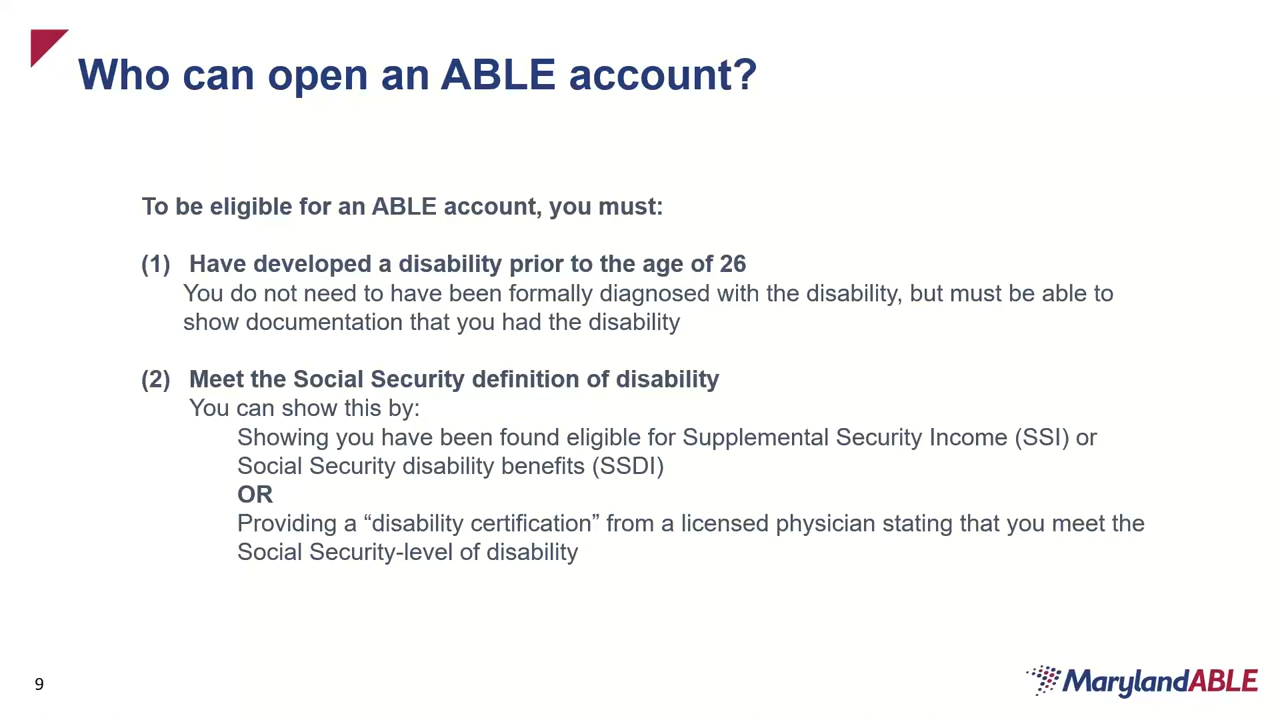 Who can open an ABLE account?
To be eligible for an ABLE account, you must:
(1) Have developed a disability prior to the age of 26
You do not need to have been formally diagnosed with the disability, but must be able to
show documentation that you had the disability
(2) Meet the Social Security definition of disability
You can show this by:
Showing you have been found eligible for Supplemental Security Income (SSI) or
Social Security disability benefits (SSDI)
OR
Providing a “disability certification” from a licensed physician stating that you meet the
Social Security-level of disability
9
MarylandABLE